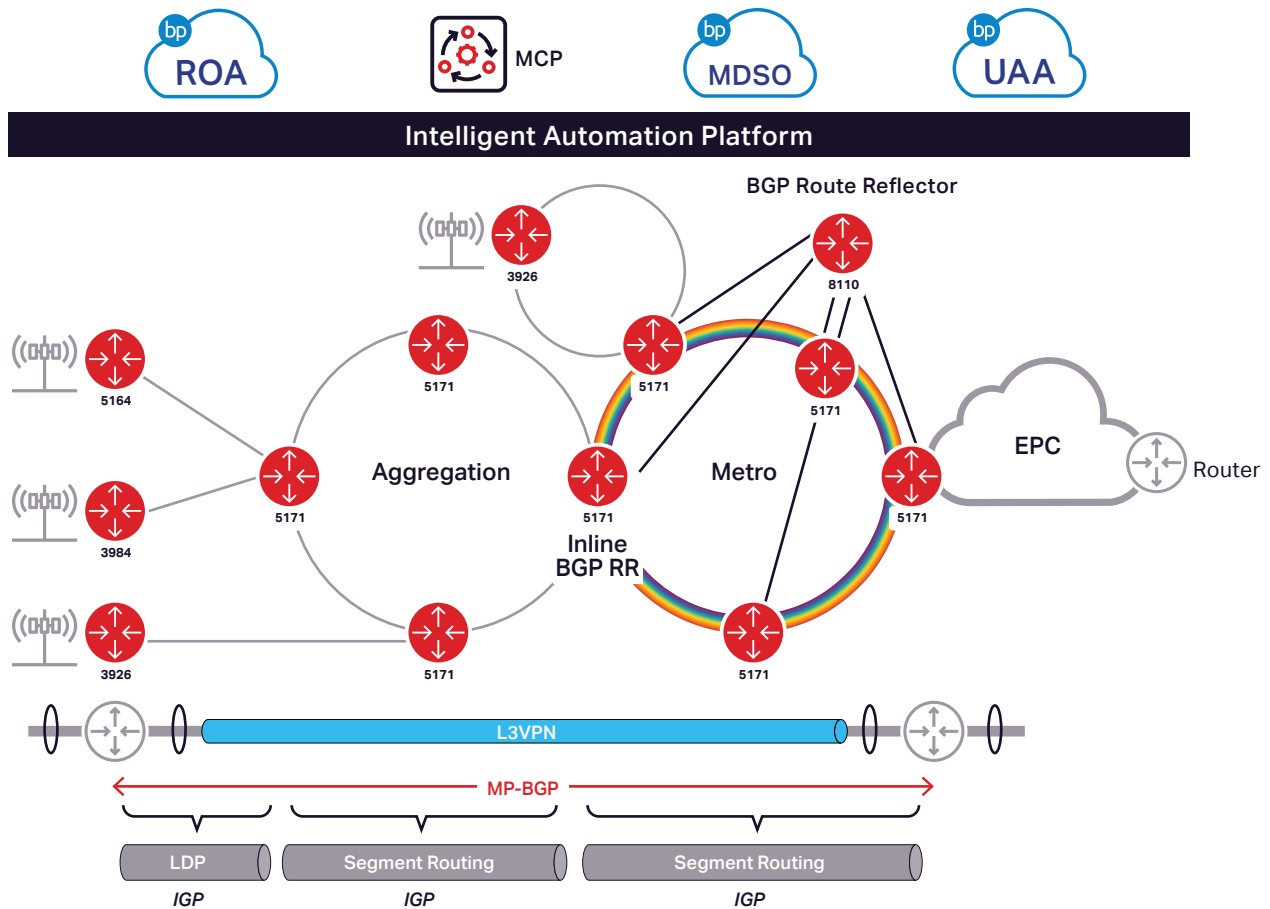 bp
ROA
MCP
bp
MDSO
bp
UAA
Intelligent Automation Platform
BGP Route Reflector
3926
8110
5164
5171
5171
5171
Aggregation
Metro
EPC
Router
5171
5171
5171
3984
Inline
BGP RR
3926
5171
5171
L3VPN
MP-BGP
LDP
Segment Routing
Segment Routing
IGP
IGP
IGP